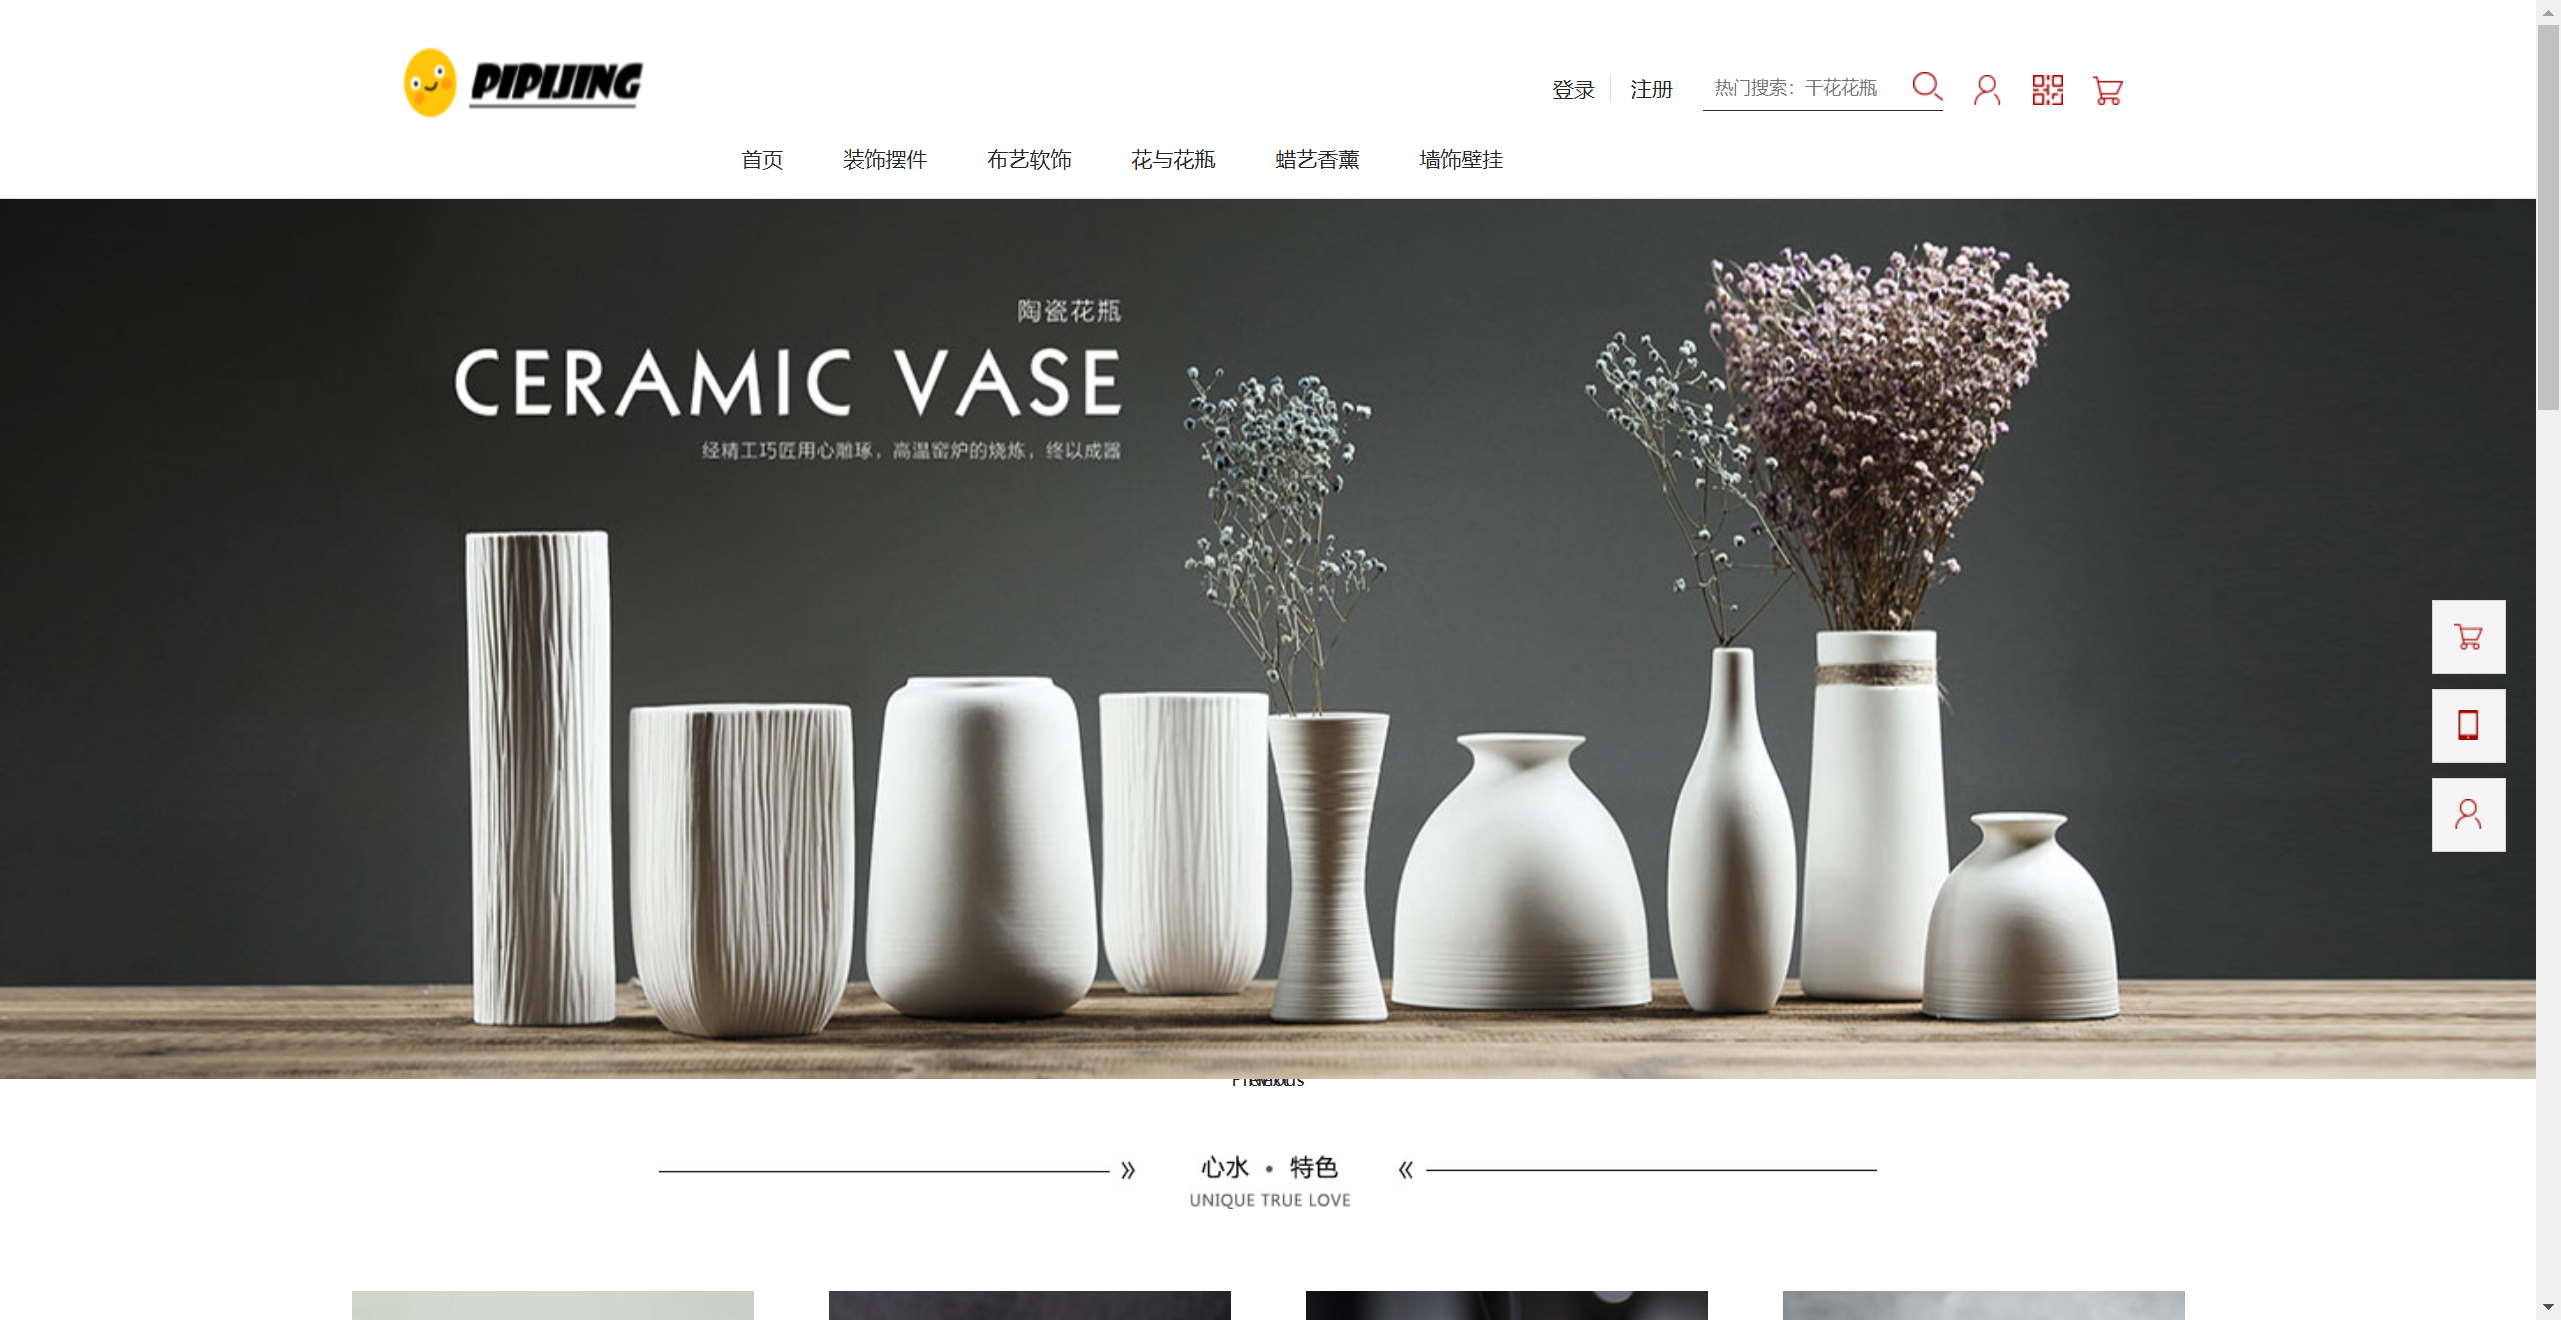 PIPIJING
登录
注册
热门搜索：干花花瓶
首页 装饰摆件 布艺软饰 花与花瓶 蜡艺香薰 墙饰壁挂
陶瓷花瓶
CERAMIC VASE
经精工巧匠用心雕琢，高温窑炉的烧炼，终以成器
» 心水 • 特色 «
UNIQUE TRUE LOVE